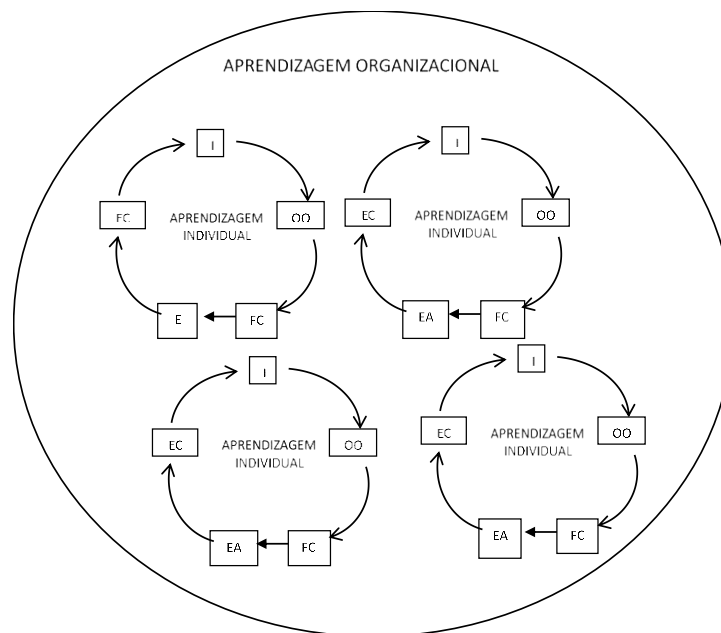 APRENDIZAGEM ORGANIZACIONAL
I
OO
EC
APRENDIZAGEM
INDIVIDUAL
E
FC
I
OO
EC
APRENDIZAGEM
INDIVIDUAL
EA
FC
I
OO
EC
APRENDIZAGEM
INDIVIDUAL
EA
FC
I
OO
EC
APRENDIZAGEM
INDIVIDUAL
EA
FC